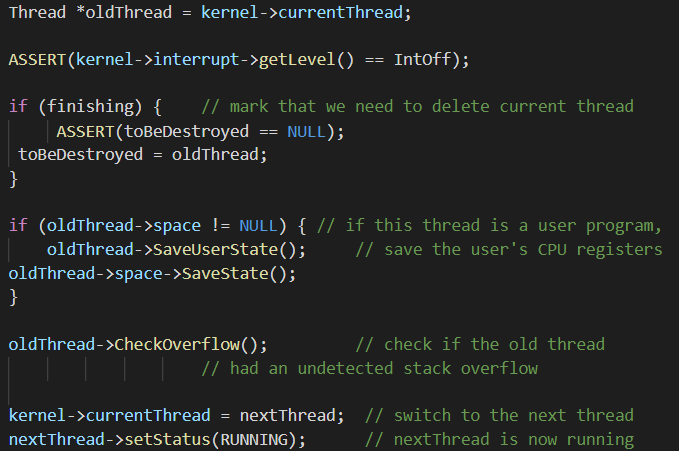 Thread *oldThread = kernel->currentThread;
ASSERT(kernel->interrupt->getLevel() == IntOff);
if (finishing) {    // mark that we need to delete current thread
     ASSERT(toBeDestroyed == NULL);
 toBeDestroyed = oldThread;
}
if (oldThread->space != NULL) { // if this thread is a user program,
    oldThread->SaveUserState();     // save the user's CPU registers
oldThread->space->SaveState();
}
oldThread->CheckOverflow();         // check if the old thread
                    // had an undetected stack overflow
kernel->currentThread = nextThread;  // switch to the next thread
nextThread->setStatus(RUNNING);      // nextThread is now running